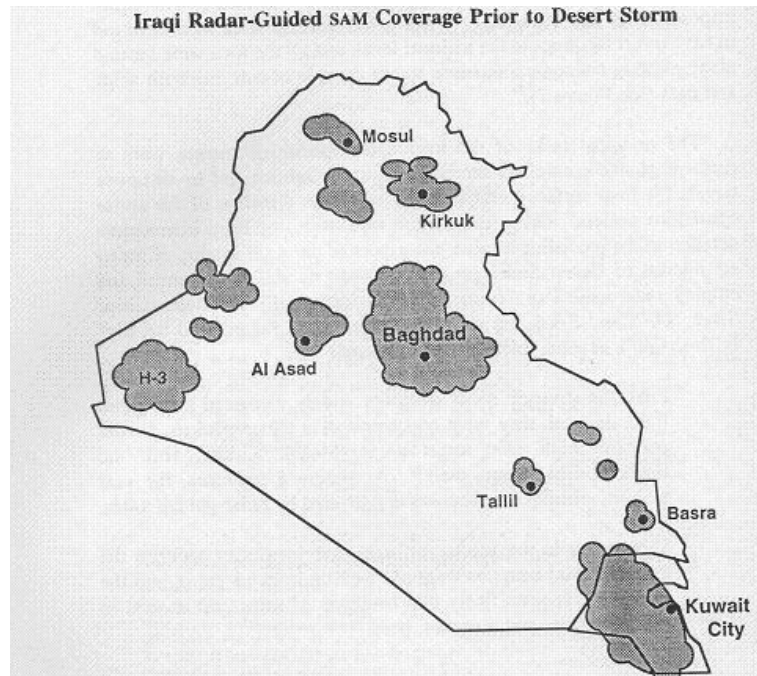 Iraqi Radar-Guided SAM Coverage Prior to Desert Storm
Mosul
Kirkuk
Baghdad
Al Asad
H-3
Tallil
Basra
Kuwait
City